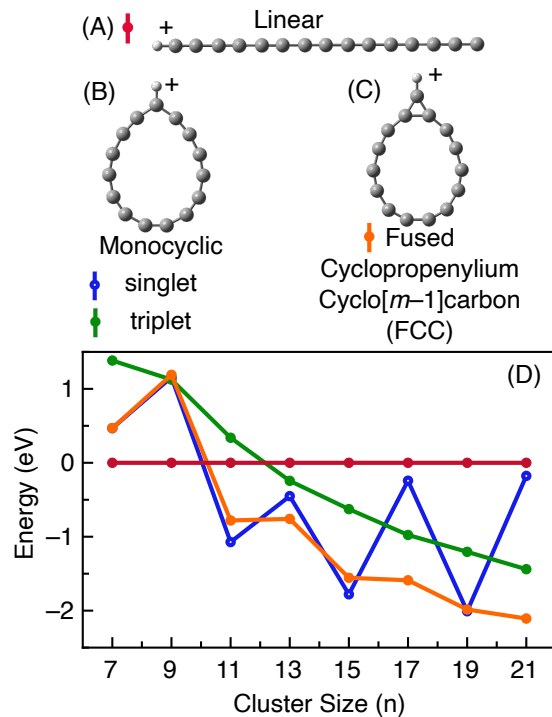 (A) Linear
+
(B) + (C) +
Monocyclic
singlet
triplet
Fused
Cyclopropenylium
Cyclo[m–1]carbon
(FCC)
(D)
Energy (eV)
1
0
−1
−2
7 9 11 13 15 17 19 21
Cluster Size (n)